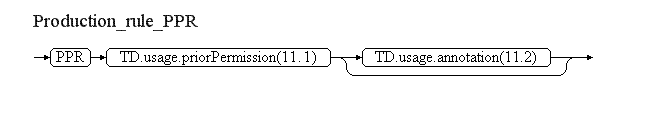 Production_rule_PPR
PPR TD.usage.priorPermission(11.1) TD.usage.annotation(11.2)